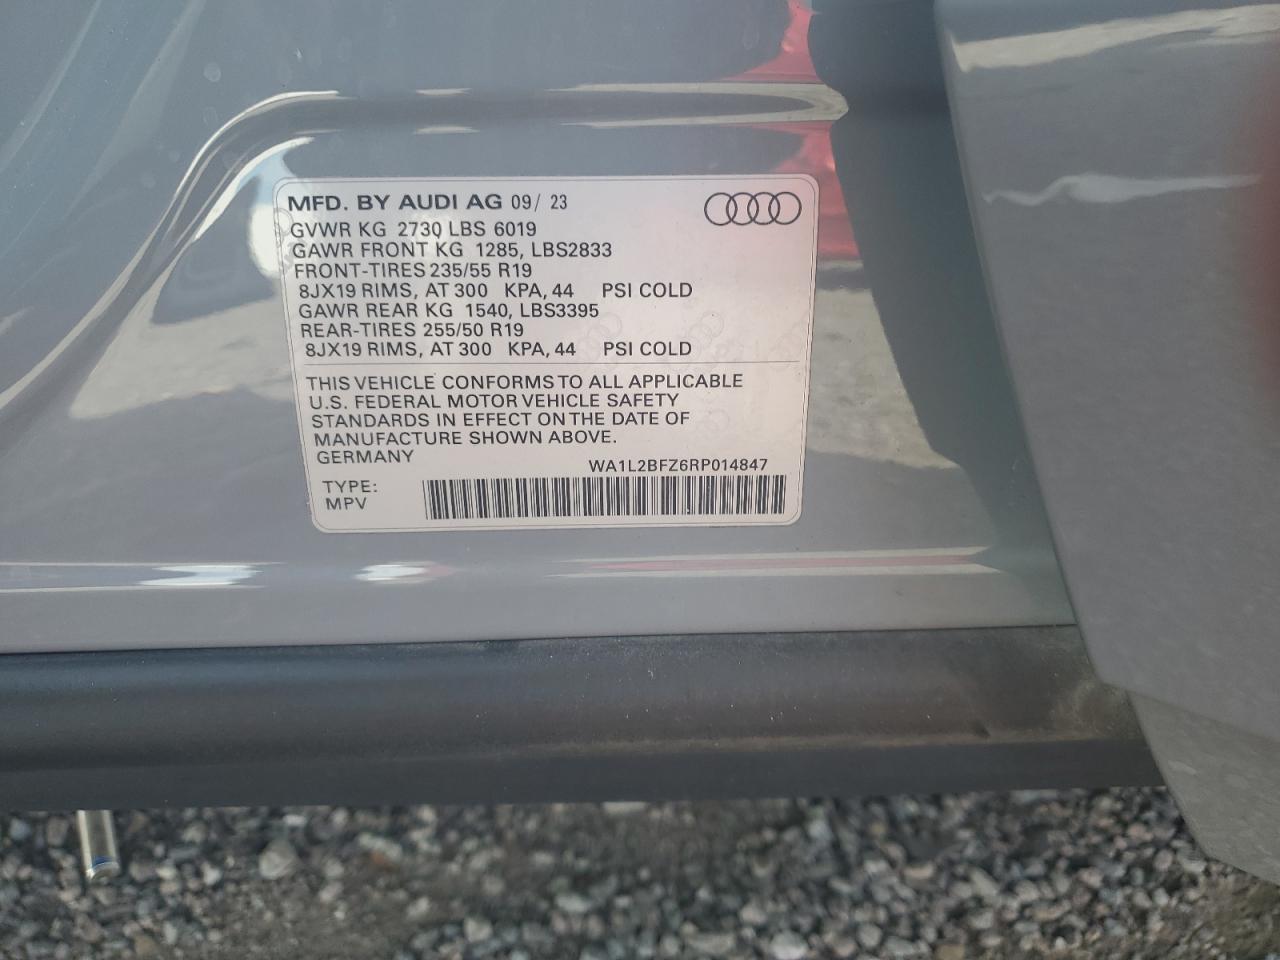 MFD. BY AUDI AG 09/ 23
GVWR KG 2730 LBS 6019
GAWR FRONT KG 1285, LBS2833
FRONT-TIRES 235/55 R19
8JX19 RIMS, AT 300 KPA, 44 PSI COLD
GAWR REAR KG 1540, LBS3395
REAR-TIRES 255/50 R19
8JX19 RIMS, AT 300 KPA, 44 PSI COLD
THIS VEHICLE CONFORMS TO ALL APPLICABLE
U.S. FEDERAL MOTOR VEHICLE SAFETY
STANDARDS IN EFFECT ON THE DATE OF
MANUFACTURE SHOWN ABOVE.
GERMANY
WA1L2BFZ6RP014847
TYPE:
MPV